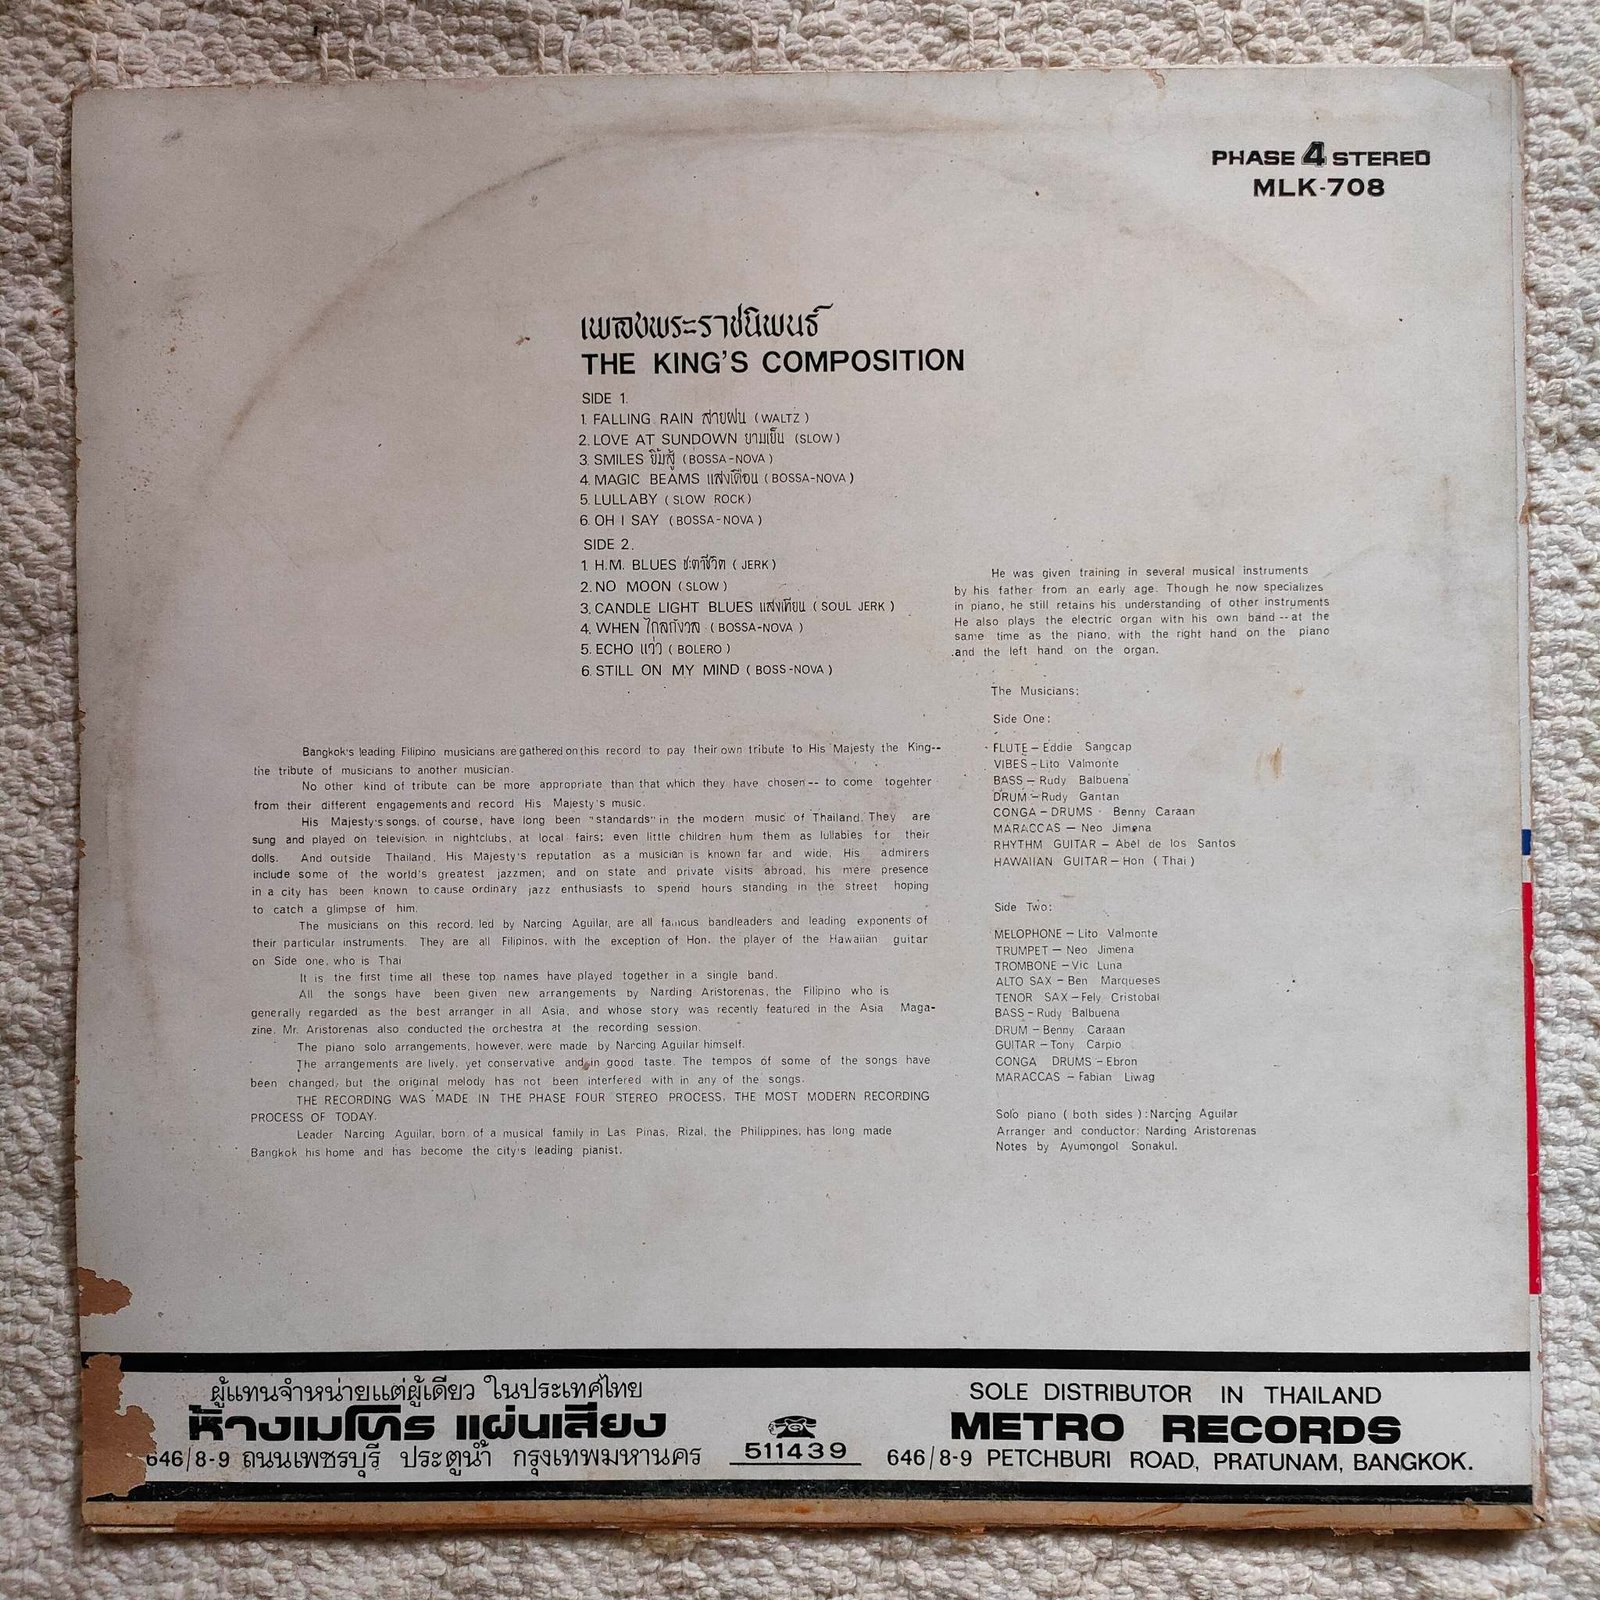 PHASE 4 STEREO
MLK-708
เพลงพระราชนิพนธ์
THE KING'S COMPOSITION
SIDE 1.
1. FALLING RAIN สายฝน (WALTZ)
2. LOVE AT SUNDOWN ยามเย็น (SLOW)
3. SMILES ยิ้มสู้ (BOSSA-NOVA)
4. MAGIC BEAMS แสงเดือน (BOSSA-NOVA)
5. LULLABY (SLOW ROCK)
6. OH I SAY (BOSSA-NOVA)
SIDE 2.
1. H.M. BLUES ชะตาชีวิต (JERK)
2. NO MOON (SLOW)
3. CANDLE LIGHT BLUES แสงเทียน (SOUL JERK)
4. WHEN ไกลกังวล (BOSSA-NOVA)
5. ECHO แว่ว (BOLERO)
6. STILL ON MY MIND (BOSS-NOVA)
Bangkok's leading Filipino musicians are gathered on this record to pay their own tribute to His Majesty the King--
the tribute of musicians to another musician.
No other kind of tribute can be more appropriate than that which they have chosen -- to come togehter
from their different engagements and record His Majesty's music.
His Majesty's songs, of course, have long been "standards" in the modern music of Thailand. They are
sung and played on television, in nightclubs, at local fairs; even little children hum them as lullabies for their
dolls. And outside Thailand, His Majesty's reputation as a musician is known far and wide. His admirers
include some of the world's greatest jazzmen; and on state and private visits abroad, his mere presence
in a city has been known to cause ordinary jazz enthusiasts to spend hours standing in the street hoping
to catch a glimpse of him.
The musicians on this record, led by Narcing Aguilar, are all famous bandleaders and leading exponents of
their particular instruments. They are all Filipinos, with the exception of Hon, the player of the Hawaiian guitar
on Side one, who is Thai
It is the first time all these top names have played together in a single band.
All the songs have been given new arrangements by Narding Aristorenas, the Filipino who is
generally regarded as the best arranger in all Asia, and whose story was recently featured in the Asia Maga-
zine. Mr. Aristorenas also conducted the orchestra at the recording session.
The piano solo arrangements, however, were made by Narcing Aguilar himself.
The arrangements are lively, yet conservative and in good taste. The tempos of some of the songs have
been changed, but the original melody has not been interfered with in any of the songs.
THE RECORDING WAS MADE IN THE PHASE FOUR STEREO PROCESS, THE MOST MODERN RECORDING
PROCESS OF TODAY.
Leader Narcing Aguilar, born of a musical family in Las Pinas, Rizal, the Philippines, has long made
Bangkok his home and has become the city's leading pianist.
He was given training in several musical instruments
by his father from an early age. Though he now specializes
in piano, he still retains his understanding of other instruments
He also plays the electric organ with his own band -- at the
same time as the piano, with the right hand on the piano
and the left hand on the organ.
The Musicians;
Side One:
FLUTE – Eddie Sangcap
VIBES – Lito Valmonte
BASS – Rudy Balbuena
DRUM – Rudy Gantan
CONGA – DRUMS - Benny Caraan
MARACCAS – Neo Jimena
RHYTHM GUITAR – Abel de los Santos
HAWAIIAN GUITAR – Hon (Thai)
Side Two:
MELOPHONE – Lito Valmonte
TRUMPET – Neo Jimena
TROMBONE – Vic Luna
ALTO SAX – Ben Marqueses
TENOR SAX – Fely Cristobal
BASS – Rudy Balbuena
DRUM – Benny Caraan
GUITAR – Tony Carpio
CONGA DRUMS – Ebron
MARACCAS – Fabian Liwag
Solo piano (both sides): Narcing Aguilar
Arranger and conductor: Narding Aristorenas
Notes by Ayumongol Sonakul.
ผู้แทนจำหน่ายแต่ผู้เดียว ในประเทศไทย
ห้างเมโทร แผ่นเสียง
646/8-9 ถนนเพชรบุรี ประตูน้ำ กรุงเทพมหานคร
511439
SOLE DISTRIBUTOR IN THAILAND
METRO RECORDS
646/8-9 PETCHBURI ROAD, PRATUNAM, BANGKOK.